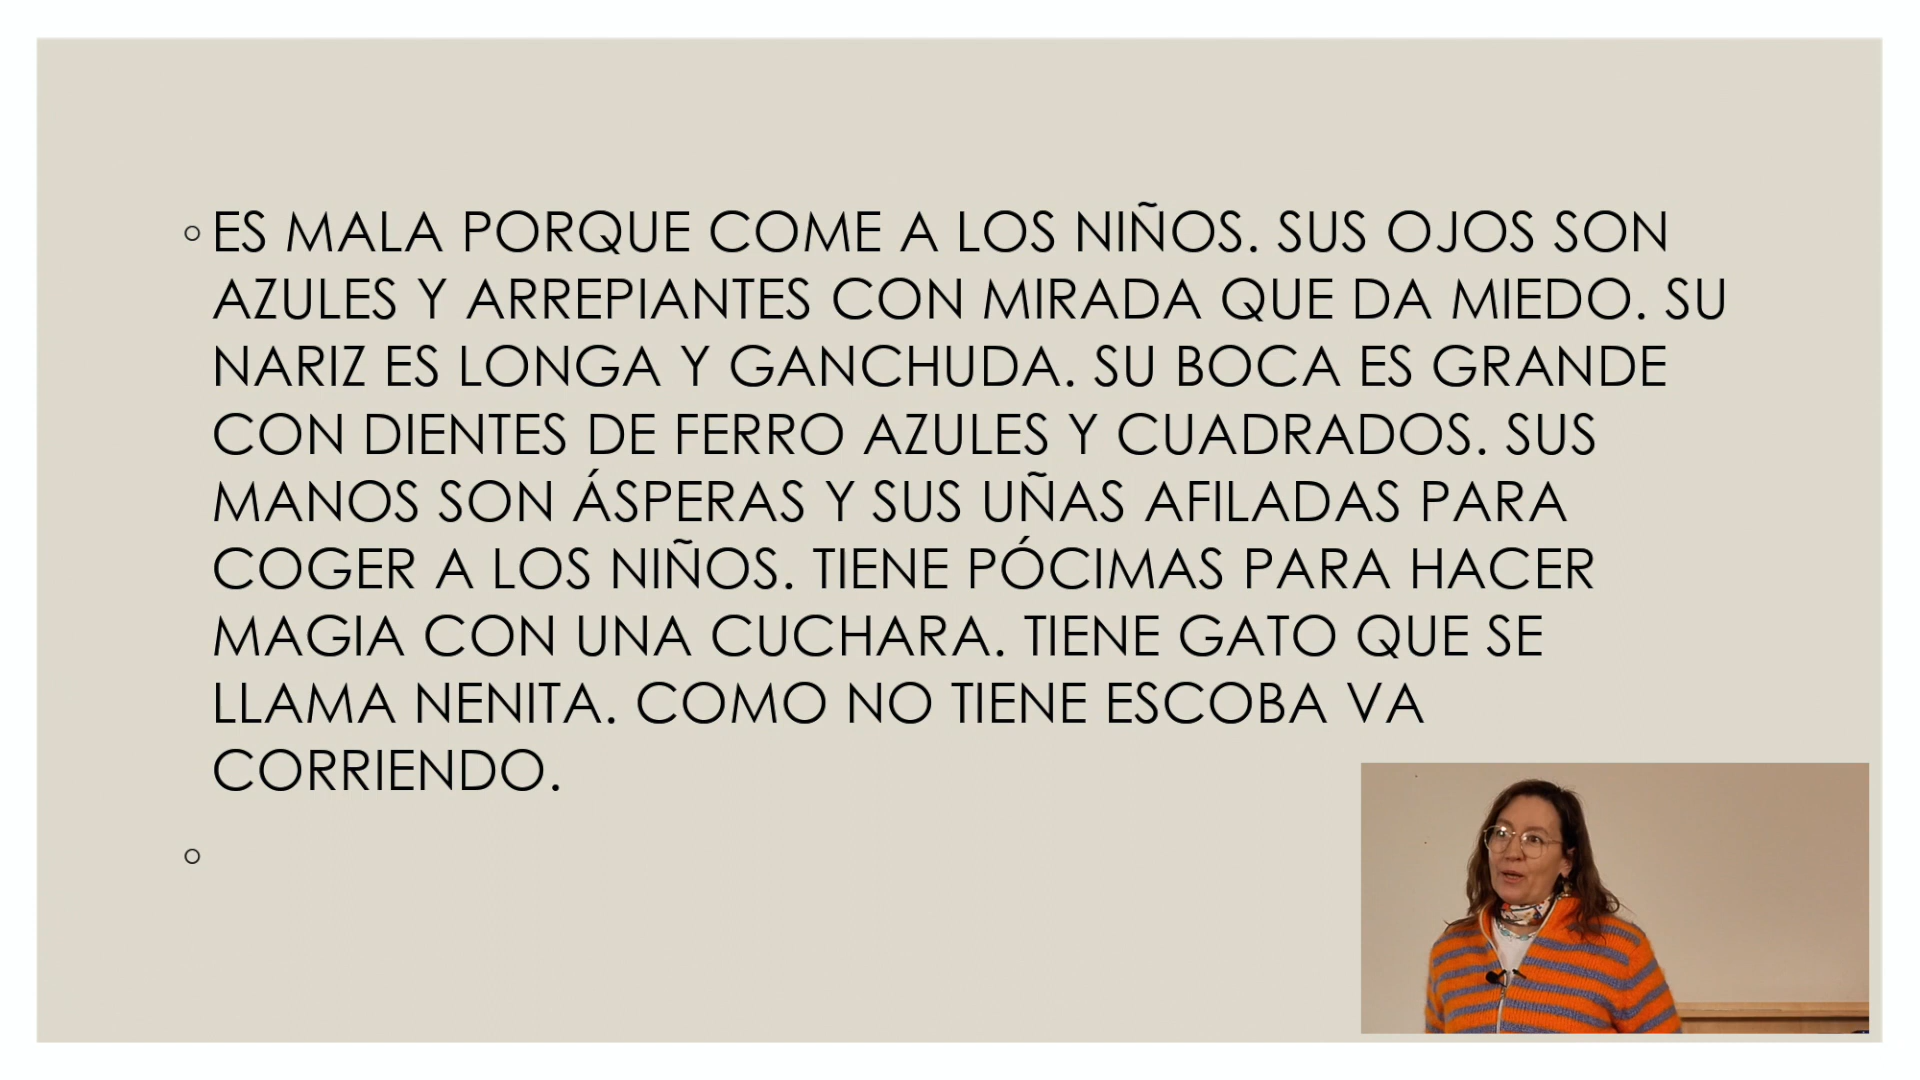 ES MALA PORQUE COME A LOS NIÑOS. SUS OJOS SON
AZULES Y ARREPIANTES CON MIRADA QUE DA MIEDO. SU
NARIZ ES LONGA Y GANCHUDA. SU BOCA ES GRANDE
CON DIENTES DE FERRO AZULES Y CUADRADOS. SUS
MANOS SON ÁSPERAS Y SUS UÑAS AFILADAS PARA
COGER A LOS NIÑOS. TIENE PÓCIMAS PARA HACER
MAGIA CON UNA CUCHARA. TIENE GATO QUE SE
LLAMA NENITA. COMO NO TIENE ESCOBA VA
CORRIENDO.